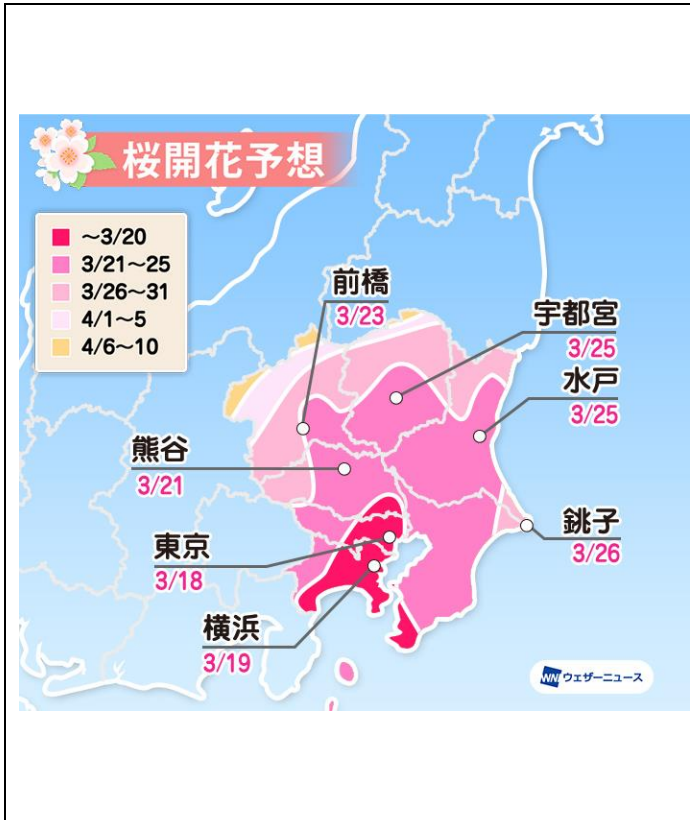 桜開花予想
～3/20
3/21～25
3/26～31
4/1～5
4/6～10
前橋
3/23
宇都宮
3/25
水戸
3/25
熊谷
3/21
銚子
3/26
東京
3/18
横浜
3/19
WN ウェザーニュース